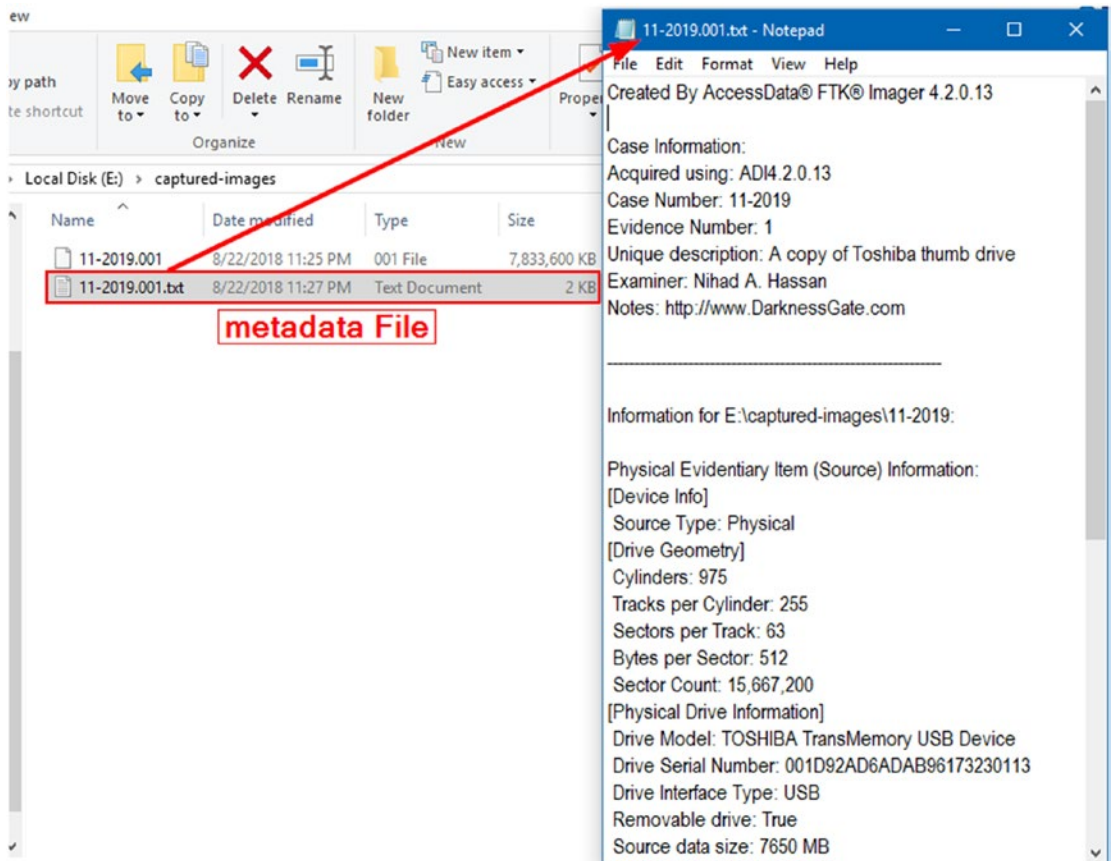 ew
New item
Easy access
by path
te shortcut
Move to
Copy to
Delete
Rename
New folder
Proper
Organize
New
Local Disk (E:) › captured-images
Name
Date modified
Type
Size
11-2019.001 8/22/2018 11:25 PM 001 File 7,833,600 KB
11-2019.001.txt 8/22/2018 11:27 PM Text Document 2 KB
metadata File
11-2019.001.txt - Notepad
File Edit Format View Help
Created By AccessData® FTK® Imager 4.2.0.13
Case Information:
Acquired using: ADI4.2.0.13
Case Number: 11-2019
Evidence Number: 1
Unique description: A copy of Toshiba thumb drive
Examiner: Nihad A. Hassan
Notes: http://www.DarknessGate.com
--------------------------------------------------------------
Information for E:\captured-images\11-2019:
Physical Evidentiary Item (Source) Information:
[Device Info]
Source Type: Physical
[Drive Geometry]
Cylinders: 975
Tracks per Cylinder: 255
Sectors per Track: 63
Bytes per Sector: 512
Sector Count: 15,667,200
[Physical Drive Information]
Drive Model: TOSHIBA TransMemory USB Device
Drive Serial Number: 001D92AD6ADAB96173230113
Drive Interface Type: USB
Removable drive: True
Source data size: 7650 MB